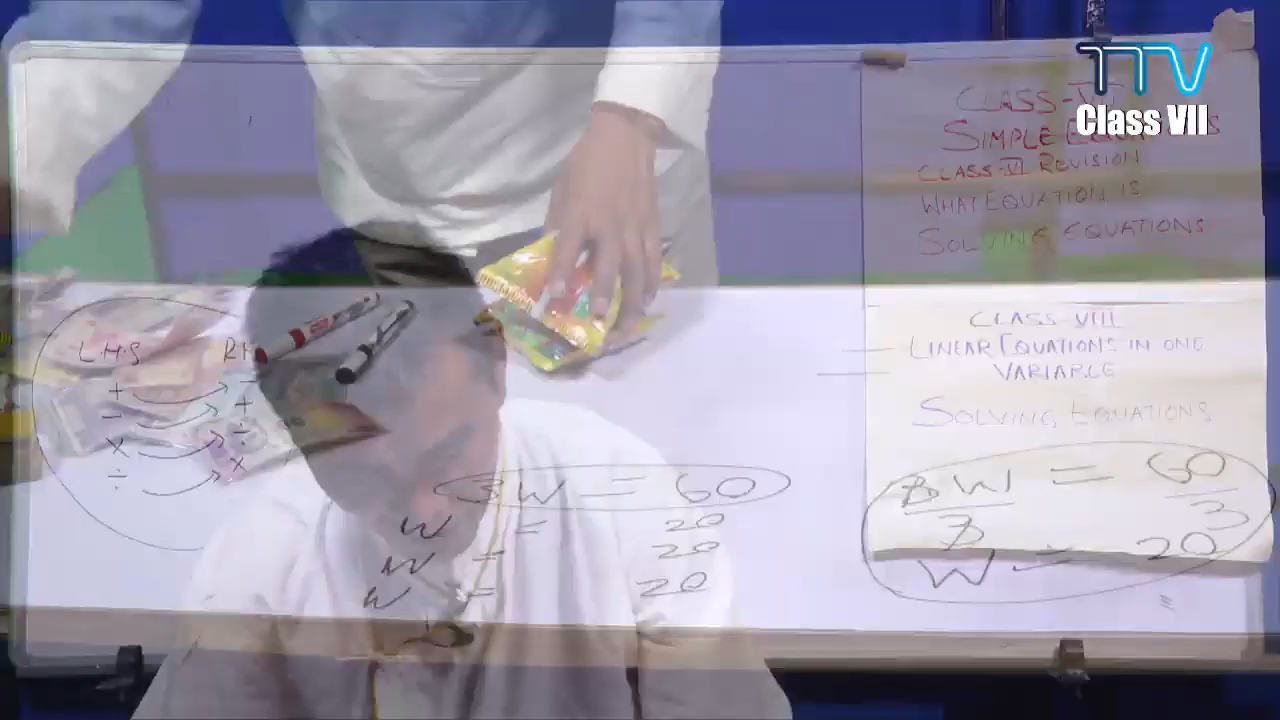 TTV
Class VII
CLASS-VII
SIMPLE
CLASS-VI REVISION
WHAT EQUATION IS
SOLVING EQUATIONS
CLASS-VIII
LINEAR EQUATIONS IN ONE
VARIABLE
SOLVING EQUATIONS
L.H.S
+ −
− +
× ÷
÷ ×
3W = 60
W = 20
W = 20
W = 20
3W = 60
3 3
W = 20